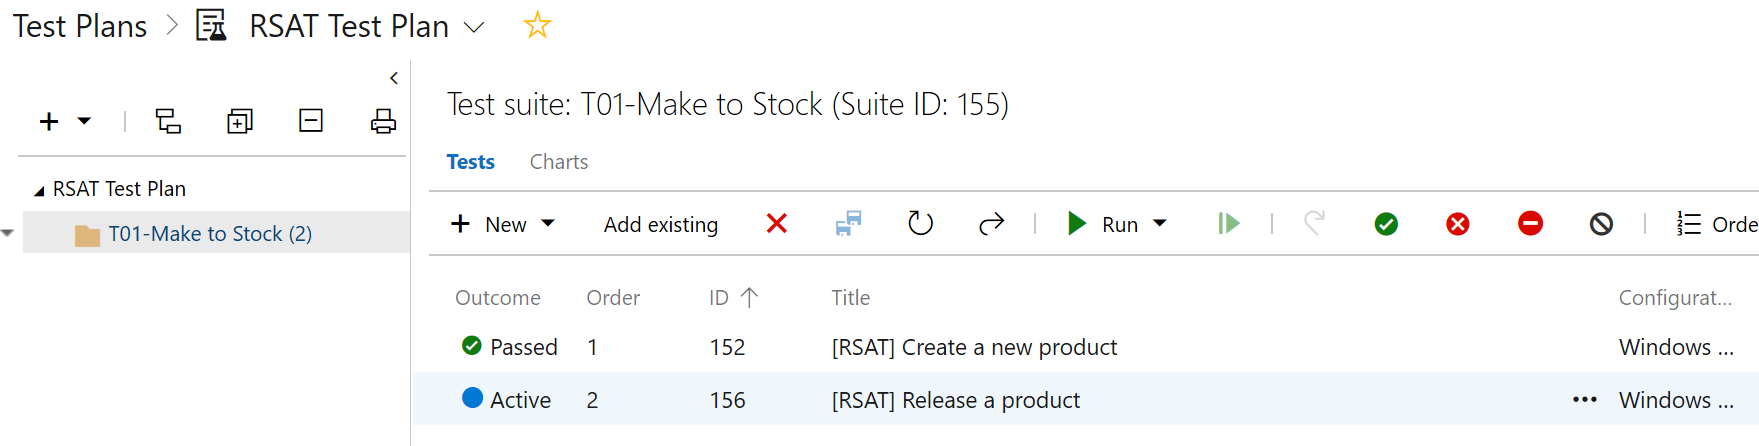 Test Plans > RSAT Test Plan
Test suite: T01-Make to Stock (Suite ID: 155)
Tests Charts
RSAT Test Plan
T01-Make to Stock (2)
+ New Add existing Run Orde
Outcome Order ID ↑ Title Configurat...
Passed 1 152 [RSAT] Create a new product Windows ...
Active 2 156 [RSAT] Release a product ... Windows ...